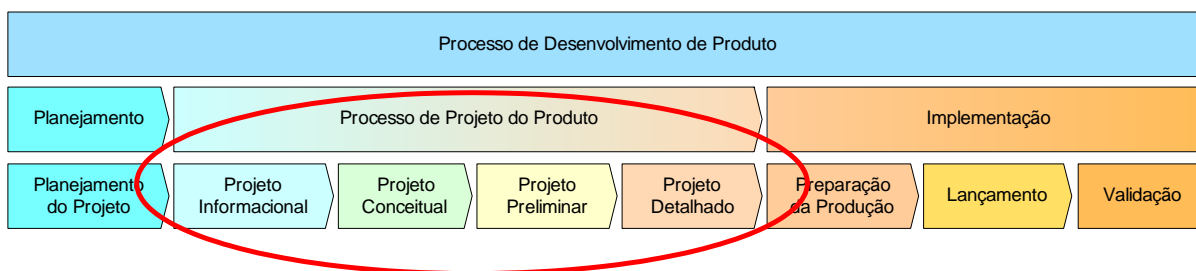 Processo de Desenvolvimento de Produto
Planejamento
Processo de Projeto do Produto
Implementação
Planejamento
do Projeto
Projeto
Informacional
Projeto
Conceitual
Projeto
Preliminar
Projeto
Detalhado
Preparação
da Produção
Lançamento
Validação